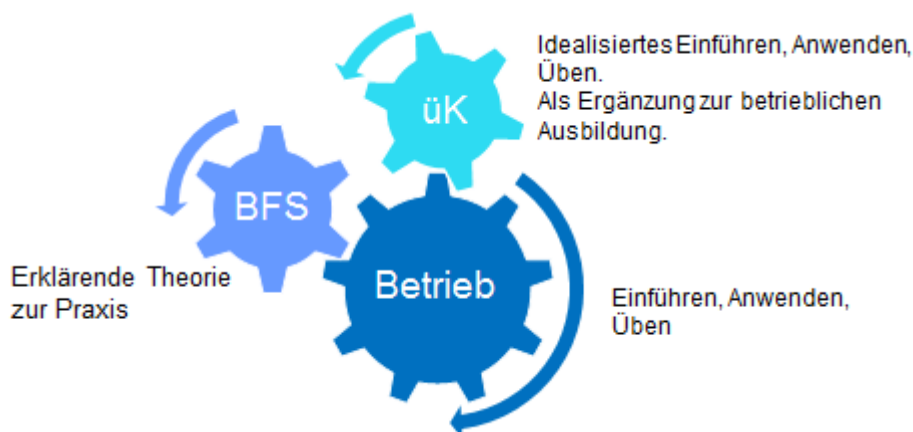 Idealisiertes Einführen, Anwenden,
Üben.
Als Ergänzung zur betrieblichen
Ausbildung.
üK
BFS
Betrieb
Erklärende Theorie
zur Praxis
Einführen, Anwenden,
Üben